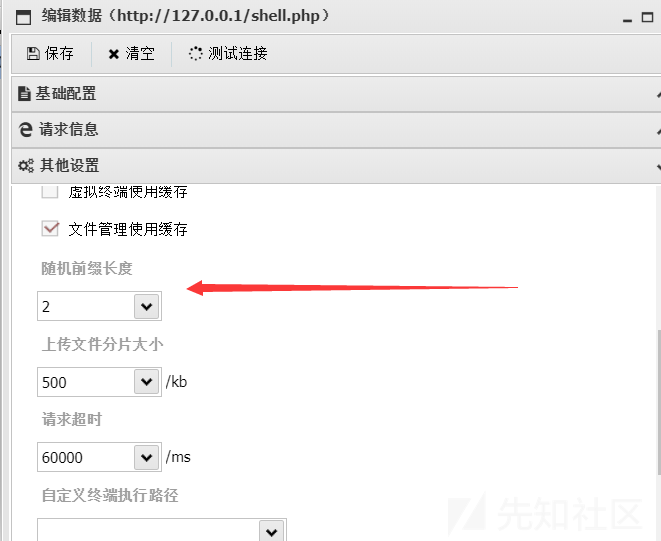 编辑数据（http://127.0.0.1/shell.php）
保存 清空 测试连接
基础配置
请求信息
其他设置
虚拟终端使用缓存
文件管理使用缓存
随机前缀长度
2
上传文件分片大小
500 /kb
请求超时
60000 /ms
自定义终端执行路径
先知社区